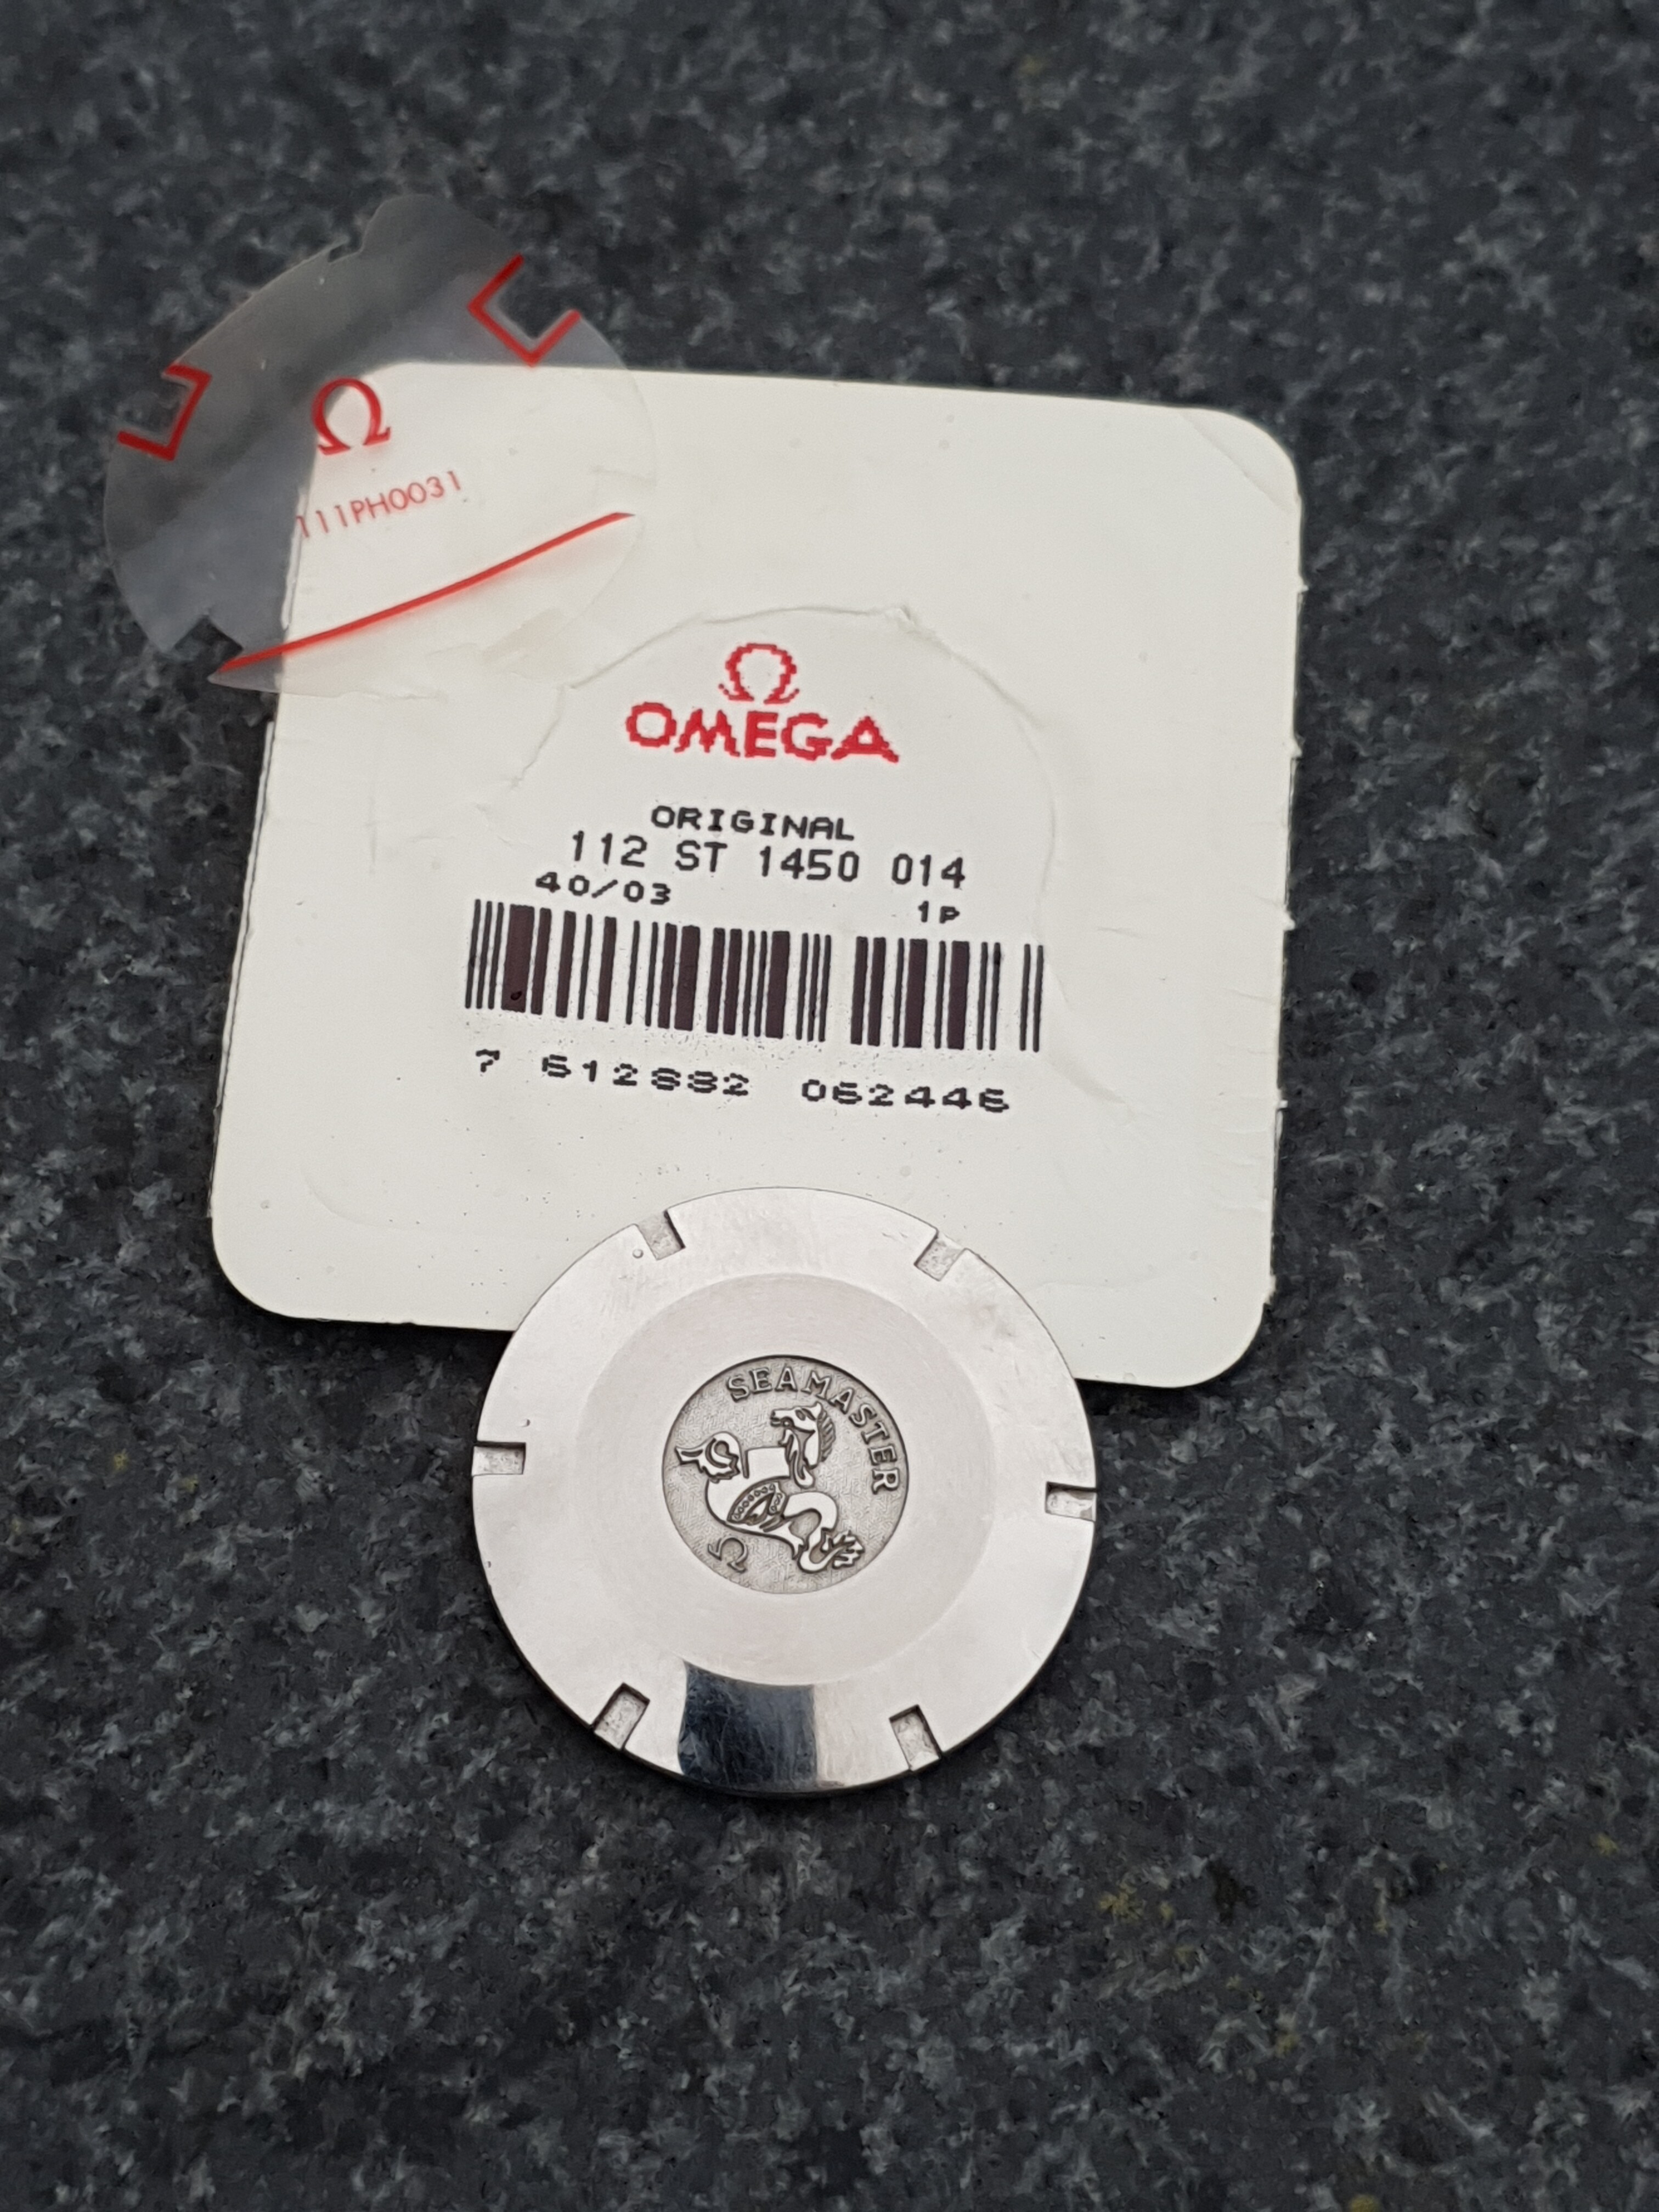 Ω
111PH0031
Ω
OMEGA
ORIGINAL
112 ST 1450 014
40/03 1P
7 612882 062446
SEAMASTER
Ω